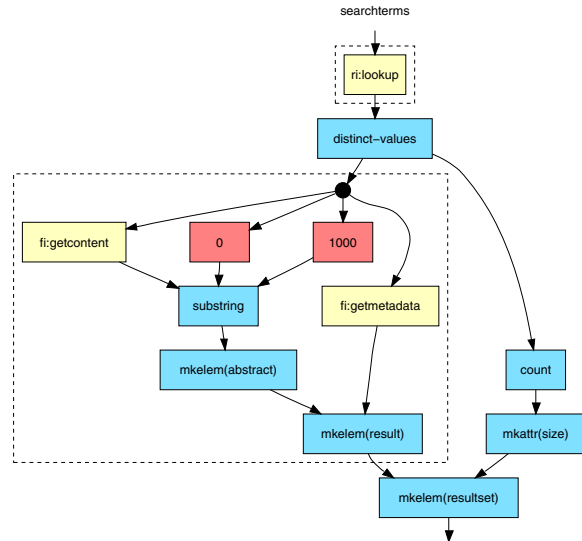 searchterms
ri:lookup
distinct−values
fi:getcontent
0
1000
substring
fi:getmetadata
mkelem(abstract)
count
mkelem(result)
mkattr(size)
mkelem(resultset)